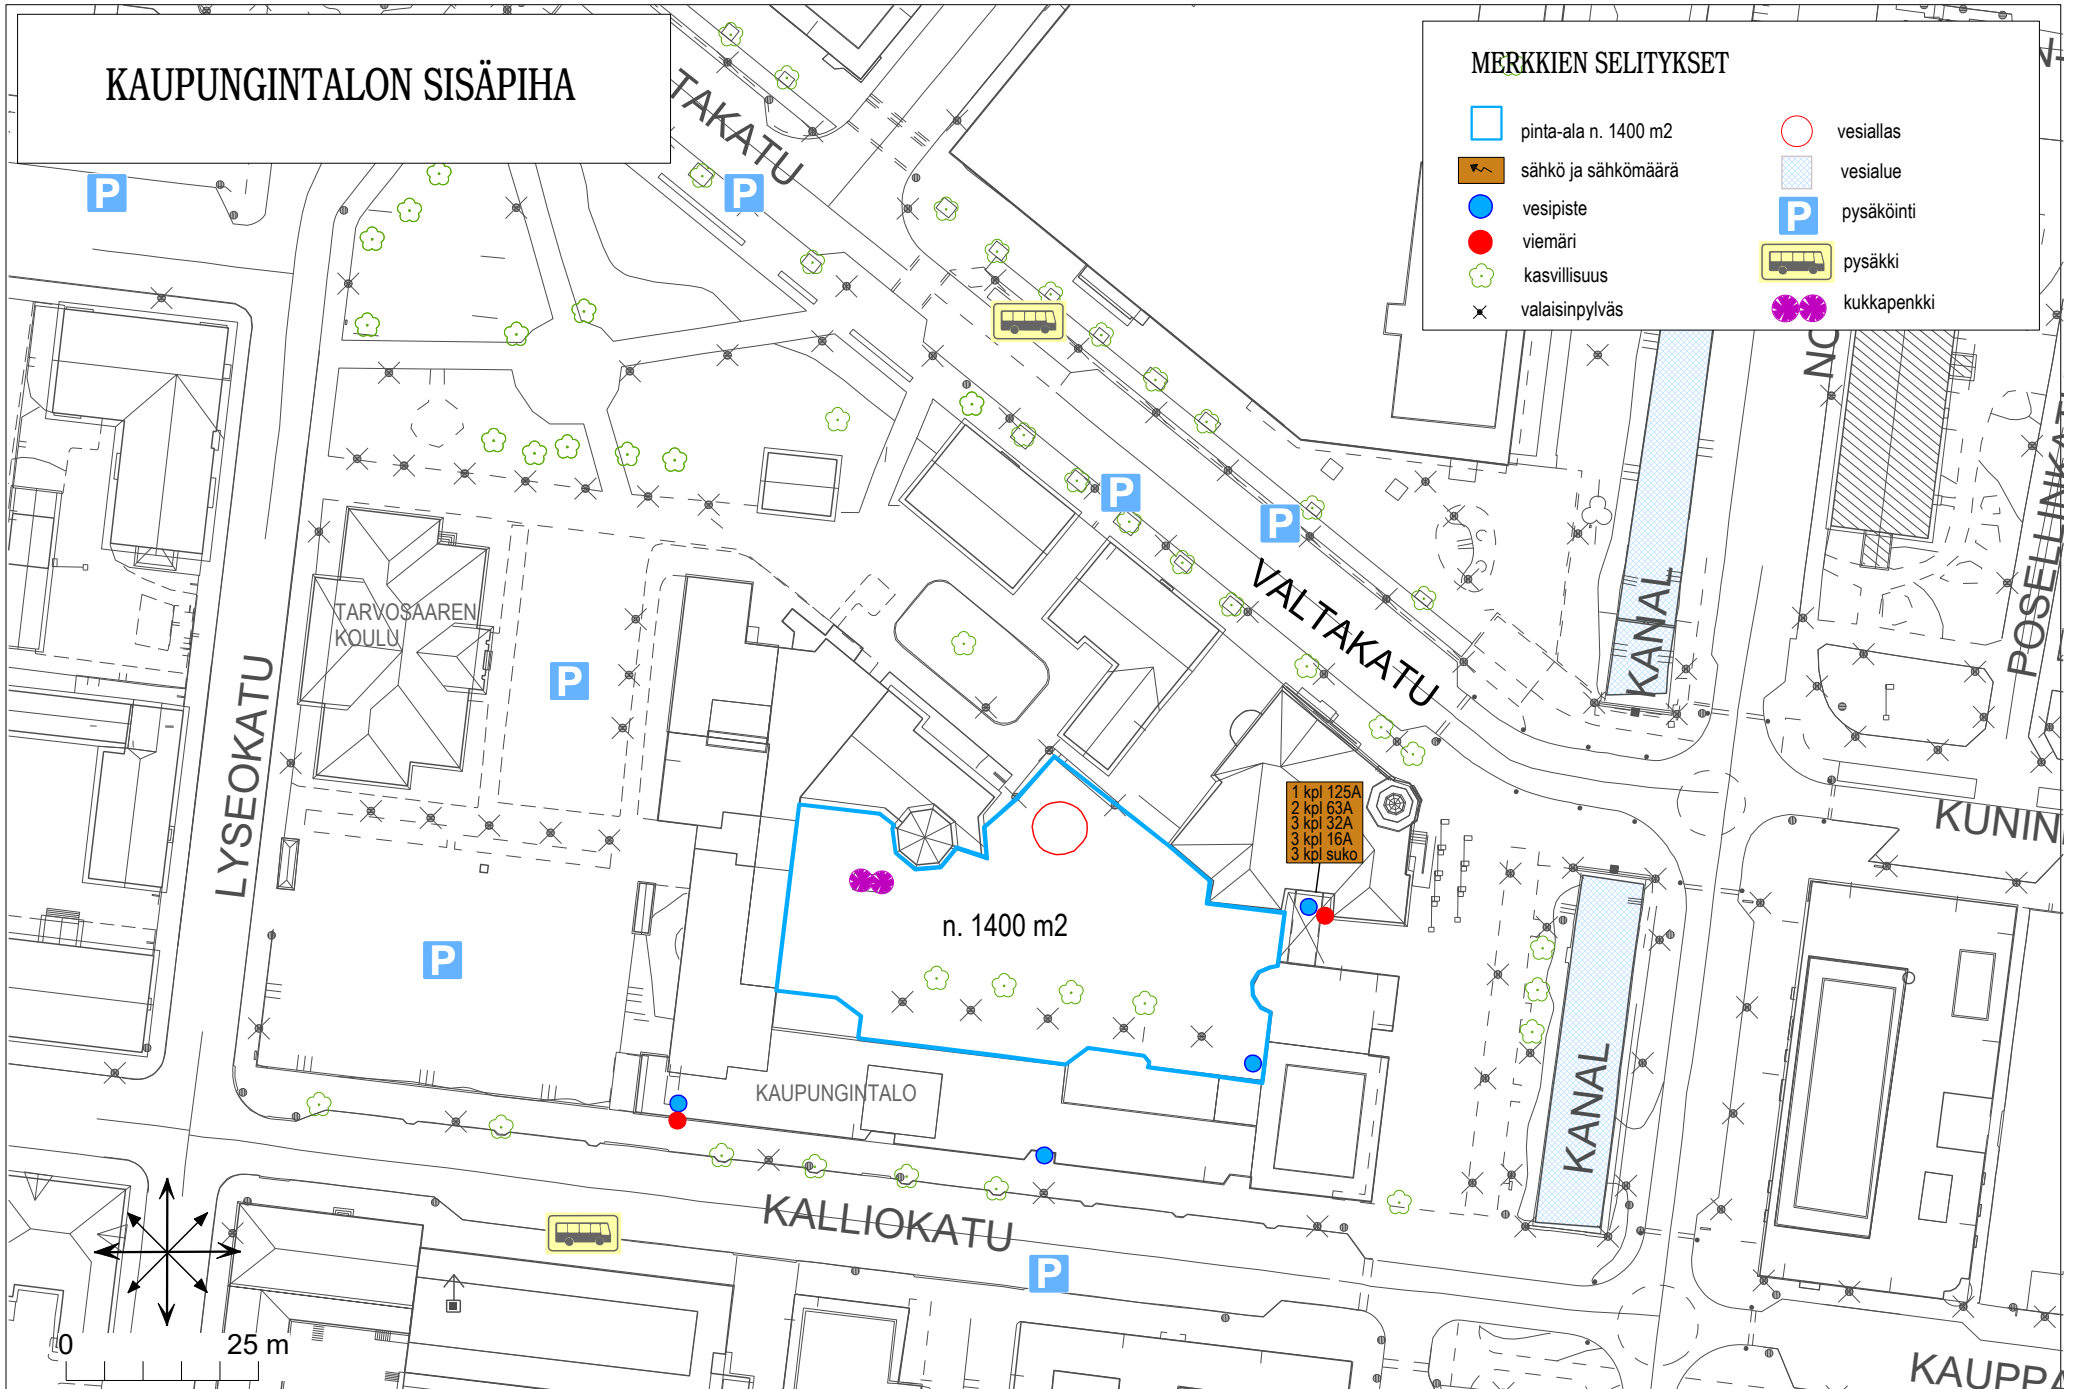 KAUPUNGINTALON SISÄPIHA
MERKKIEN SELITYKSET
pinta-ala n. 1400 m2
sähkö ja sähkömäärä
vesipiste
viemäri
kasvillisuus
valaisinpylväs
vesiallas
vesialue
P pysäköinti
pysäkki
kukkapenkki
TAKATU
P
P
NO
POSELLINKAT
P
P
VALTAKATU
KANAL
TARVOSAAREN
KOULU
P
LYSEOKATU
1 kpl 125A
2 kpl 63A
3 kpl 32A
3 kpl 16A
3 kpl suko
KUNIN
n. 1400 m2
P
KANAL
KAUPUNGINTALO
KALLIOKATU
P
0 25 m
KAUPPA